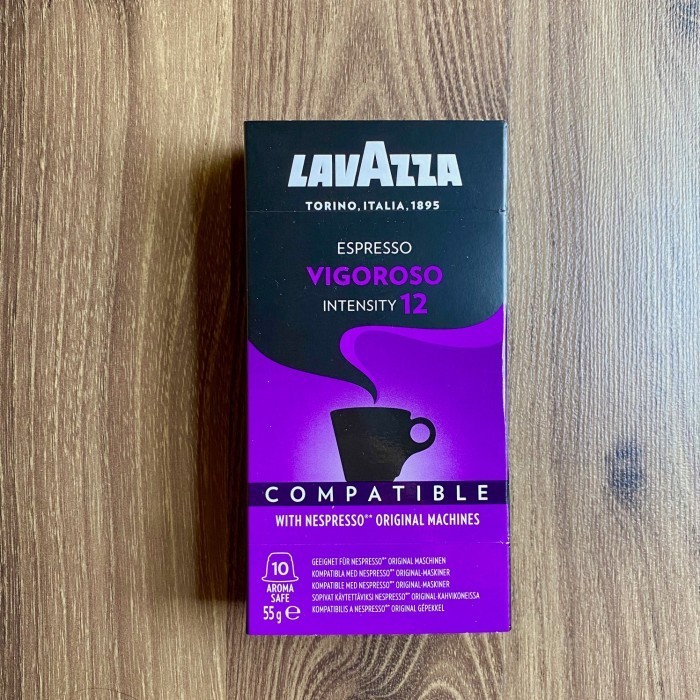 LAVAZZA
TORINO, ITALIA, 1895
ESPRESSO
VIGOROSO
INTENSITY 12
COMPATIBLE
WITH NESPRESSO** ORIGINAL MACHINES
10
AROMA
SAFE
55 g ℮
GEEIGNET FÜR NESPRESSO** ORIGINAL MASCHINEN
KOMPATIBLA MED NESPRESSO** ORIGINAL-MASKINER
KOMPATIBLE MED NESPRESSO** ORIGINAL-MASKINER
SOPIVAT KÄYTETTÄVIKSI NESPRESSO** ORIGINAL-KAHVIKONEISSA
KOMPATIBILIS A NESPRESSO** ORIGINAL GÉPEKKEL